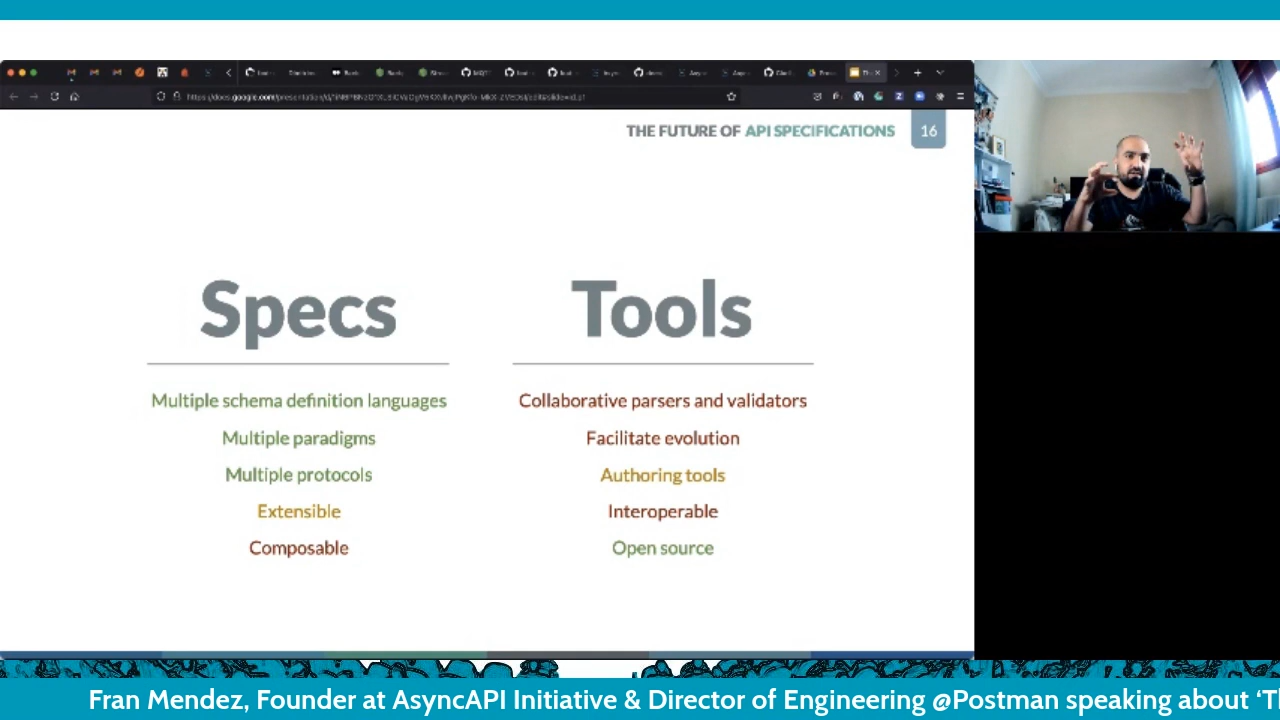 THE FUTURE OF API SPECIFICATIONS
16
Specs
Tools
Multiple schema definition languages
Collaborative parsers and validators
Multiple paradigms
Facilitate evolution
Multiple protocols
Authoring tools
Extensible
Interoperable
Composable
Open source
Fran Mendez, Founder at AsyncAPI Initiative & Director of Engineering @Postman speaking about ‘